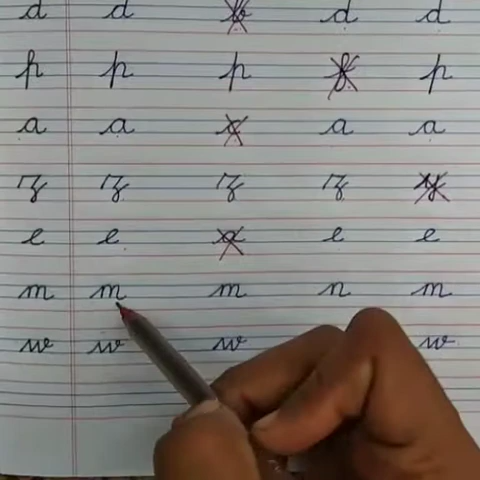 d d d d
p p p p
a a a a
z z z z
e e e e
m m m n m
w w w w